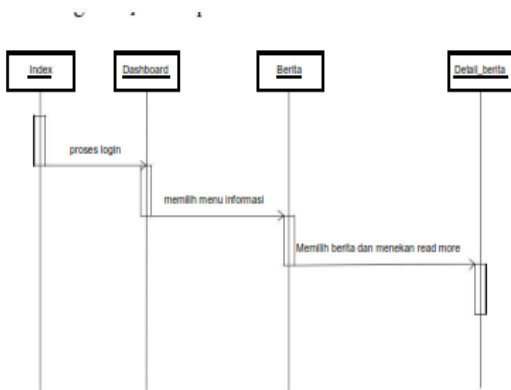 Index
Dashboard
Berita
Detail_berita
proses login
memilih menu informasi
Memilih berita dan menekan read more